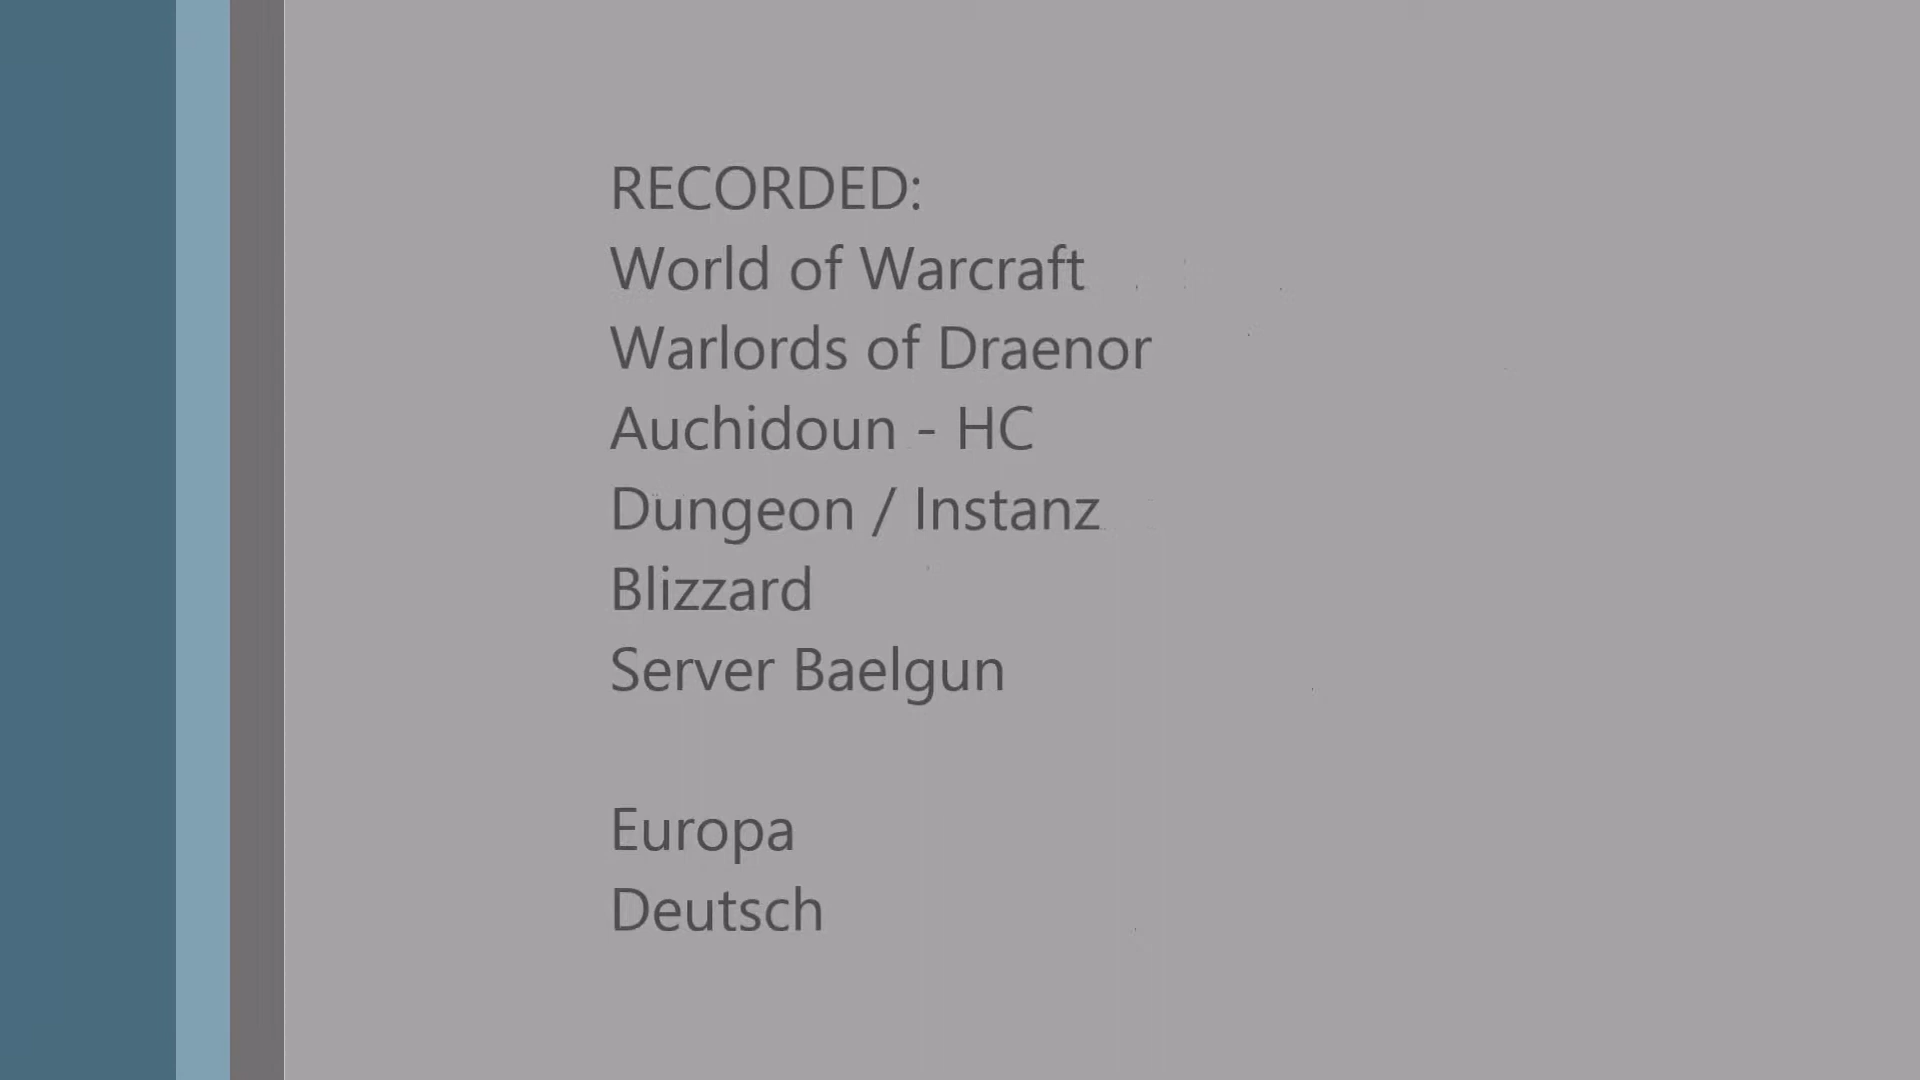 RECORDED:
World of Warcraft
Warlords of Draenor
Auchidoun - HC
Dungeon / Instanz
Blizzard
Server Baelgun
Europa
Deutsch